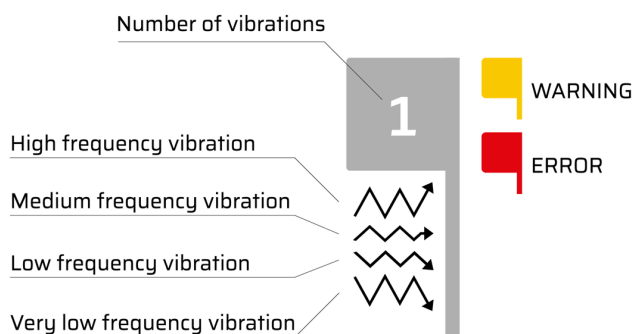 Number of vibrations
1
WARNING
High frequency vibration
ERROR
Medium frequency vibration
Low frequency vibration
Very low frequency vibration